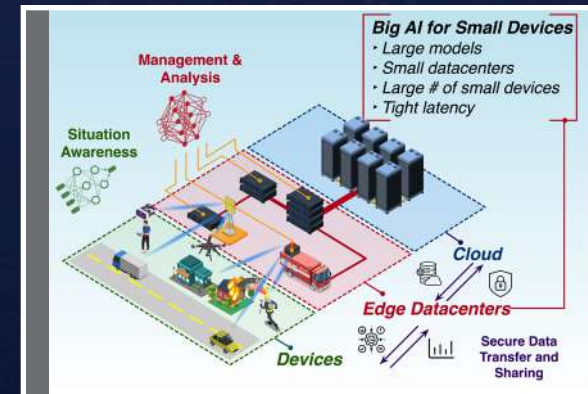 Big AI for Small Devices
‣ Large models
‣ Small datacenters
‣ Large # of small devices
‣ Tight latency
Management &
Analysis
Situation
Awareness
Cloud
Edge Datacenters
Devices
Secure Data
Transfer and
Sharing